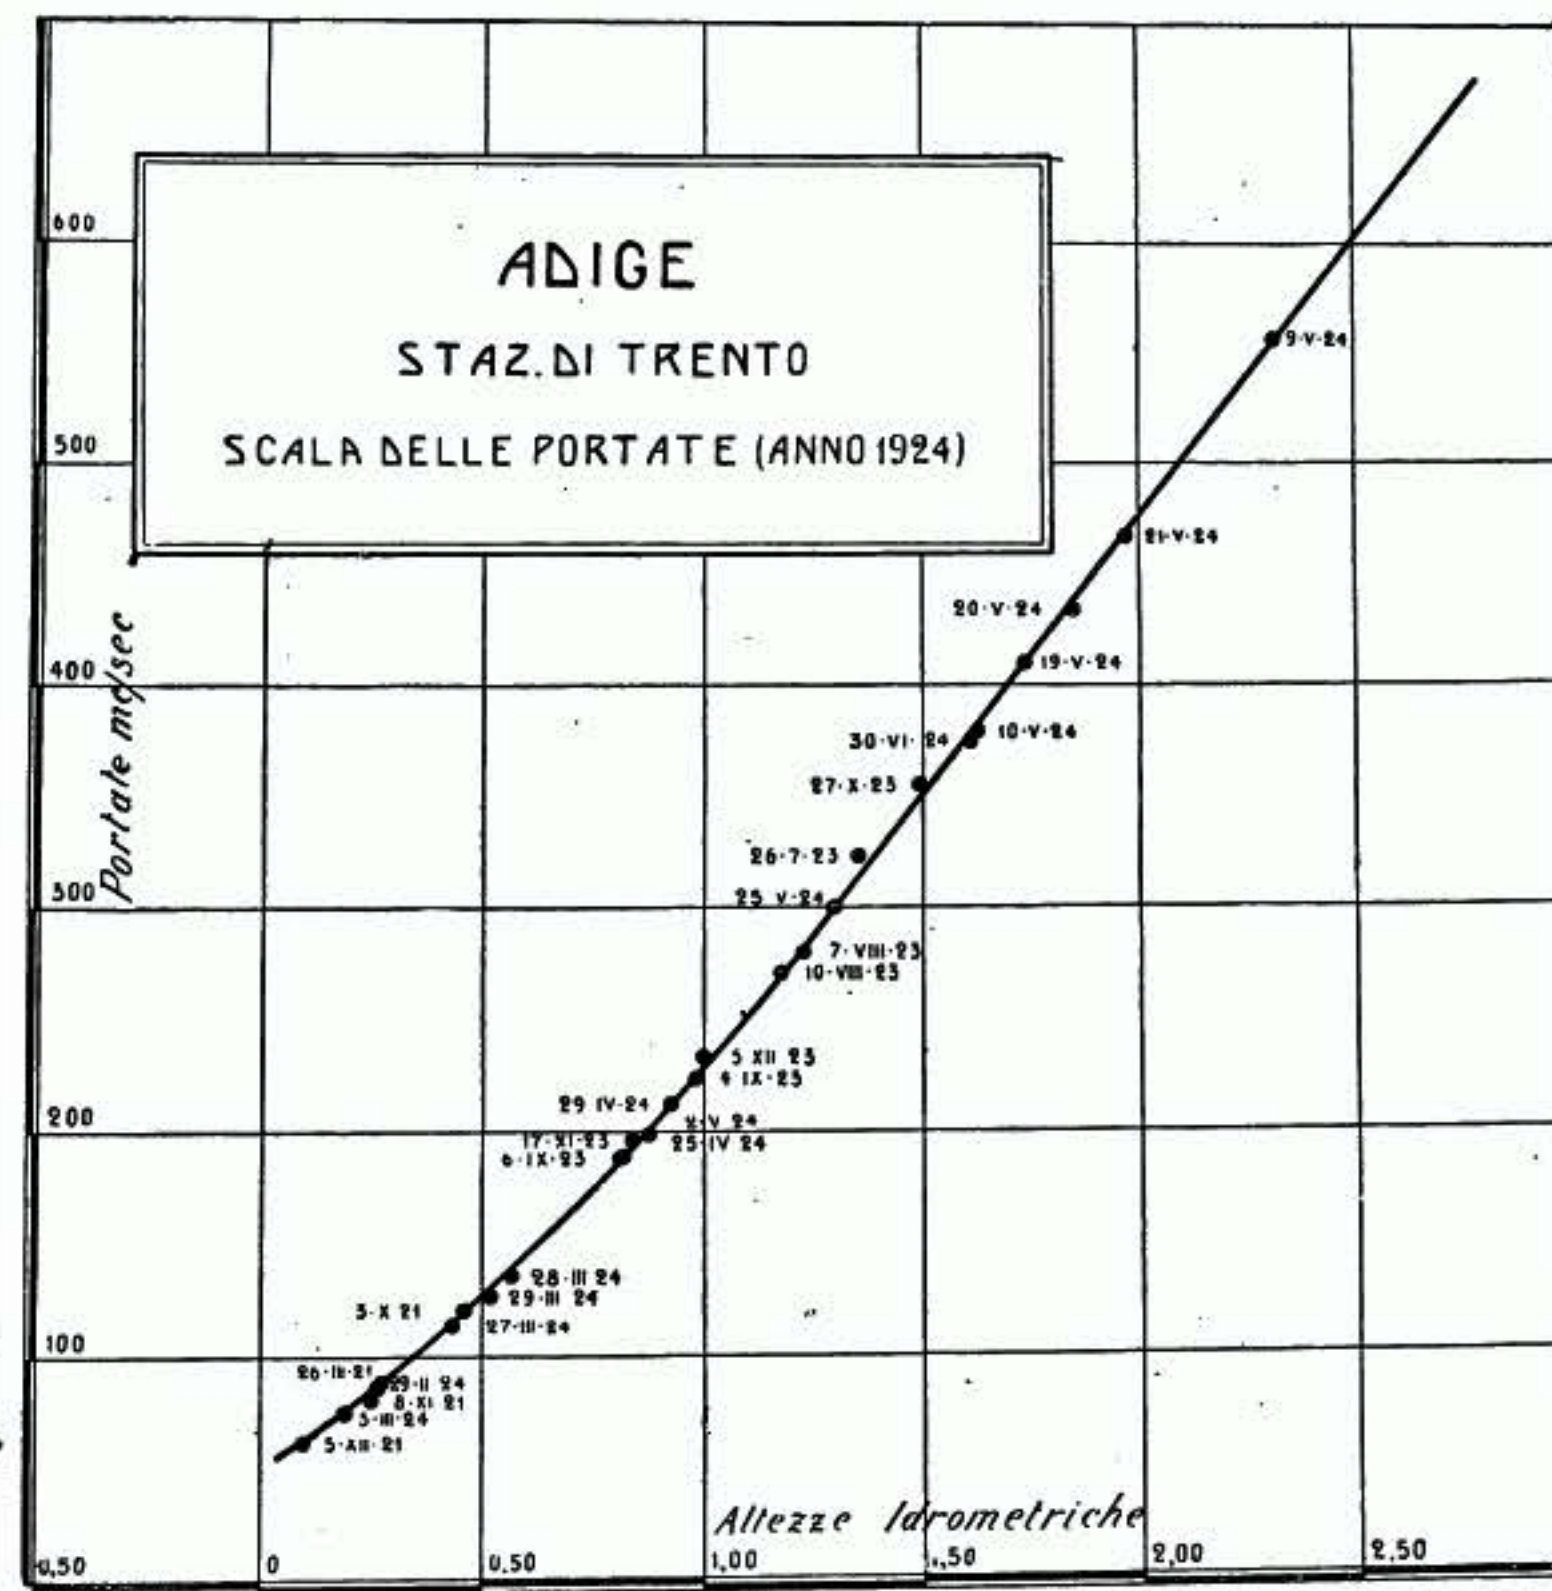 600
ADIGE
STAZ. DI TRENTO
SCALA DELLE PORTATE (ANNO 1924)
500
400
300
200
100
Portate mc/sec
9·V·24
21·V·24
20·V·24
19·V·24
10·V·24
30·VI·24
27·X·23
26·7·23
25 V·24
7·VIII·23
10·VIII·23
5 XII 23
4 IX·23
29 IV·24
2·V 24
17·XI·23
25·IV 24
6·IX·23
28·III 24
29·III 24
3·X 21
27·III·24
29·II 24
8·XI 21
3·III·24
5·XII·21
Altezze Idrometriche
0,50 0 0,50 1,00 1,50 2,00 2,50